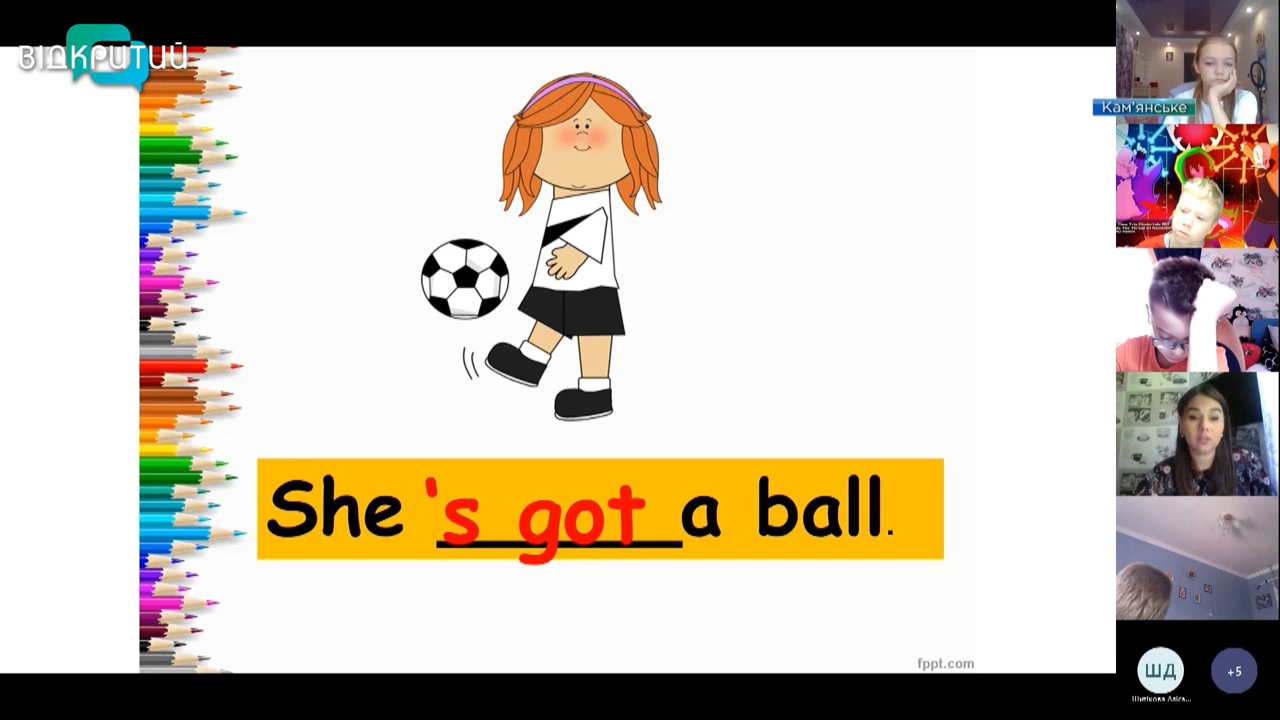 ВІДКРИТИЙ
Кам'янське
She 's got a ball.
fppt.com
ШД
+5